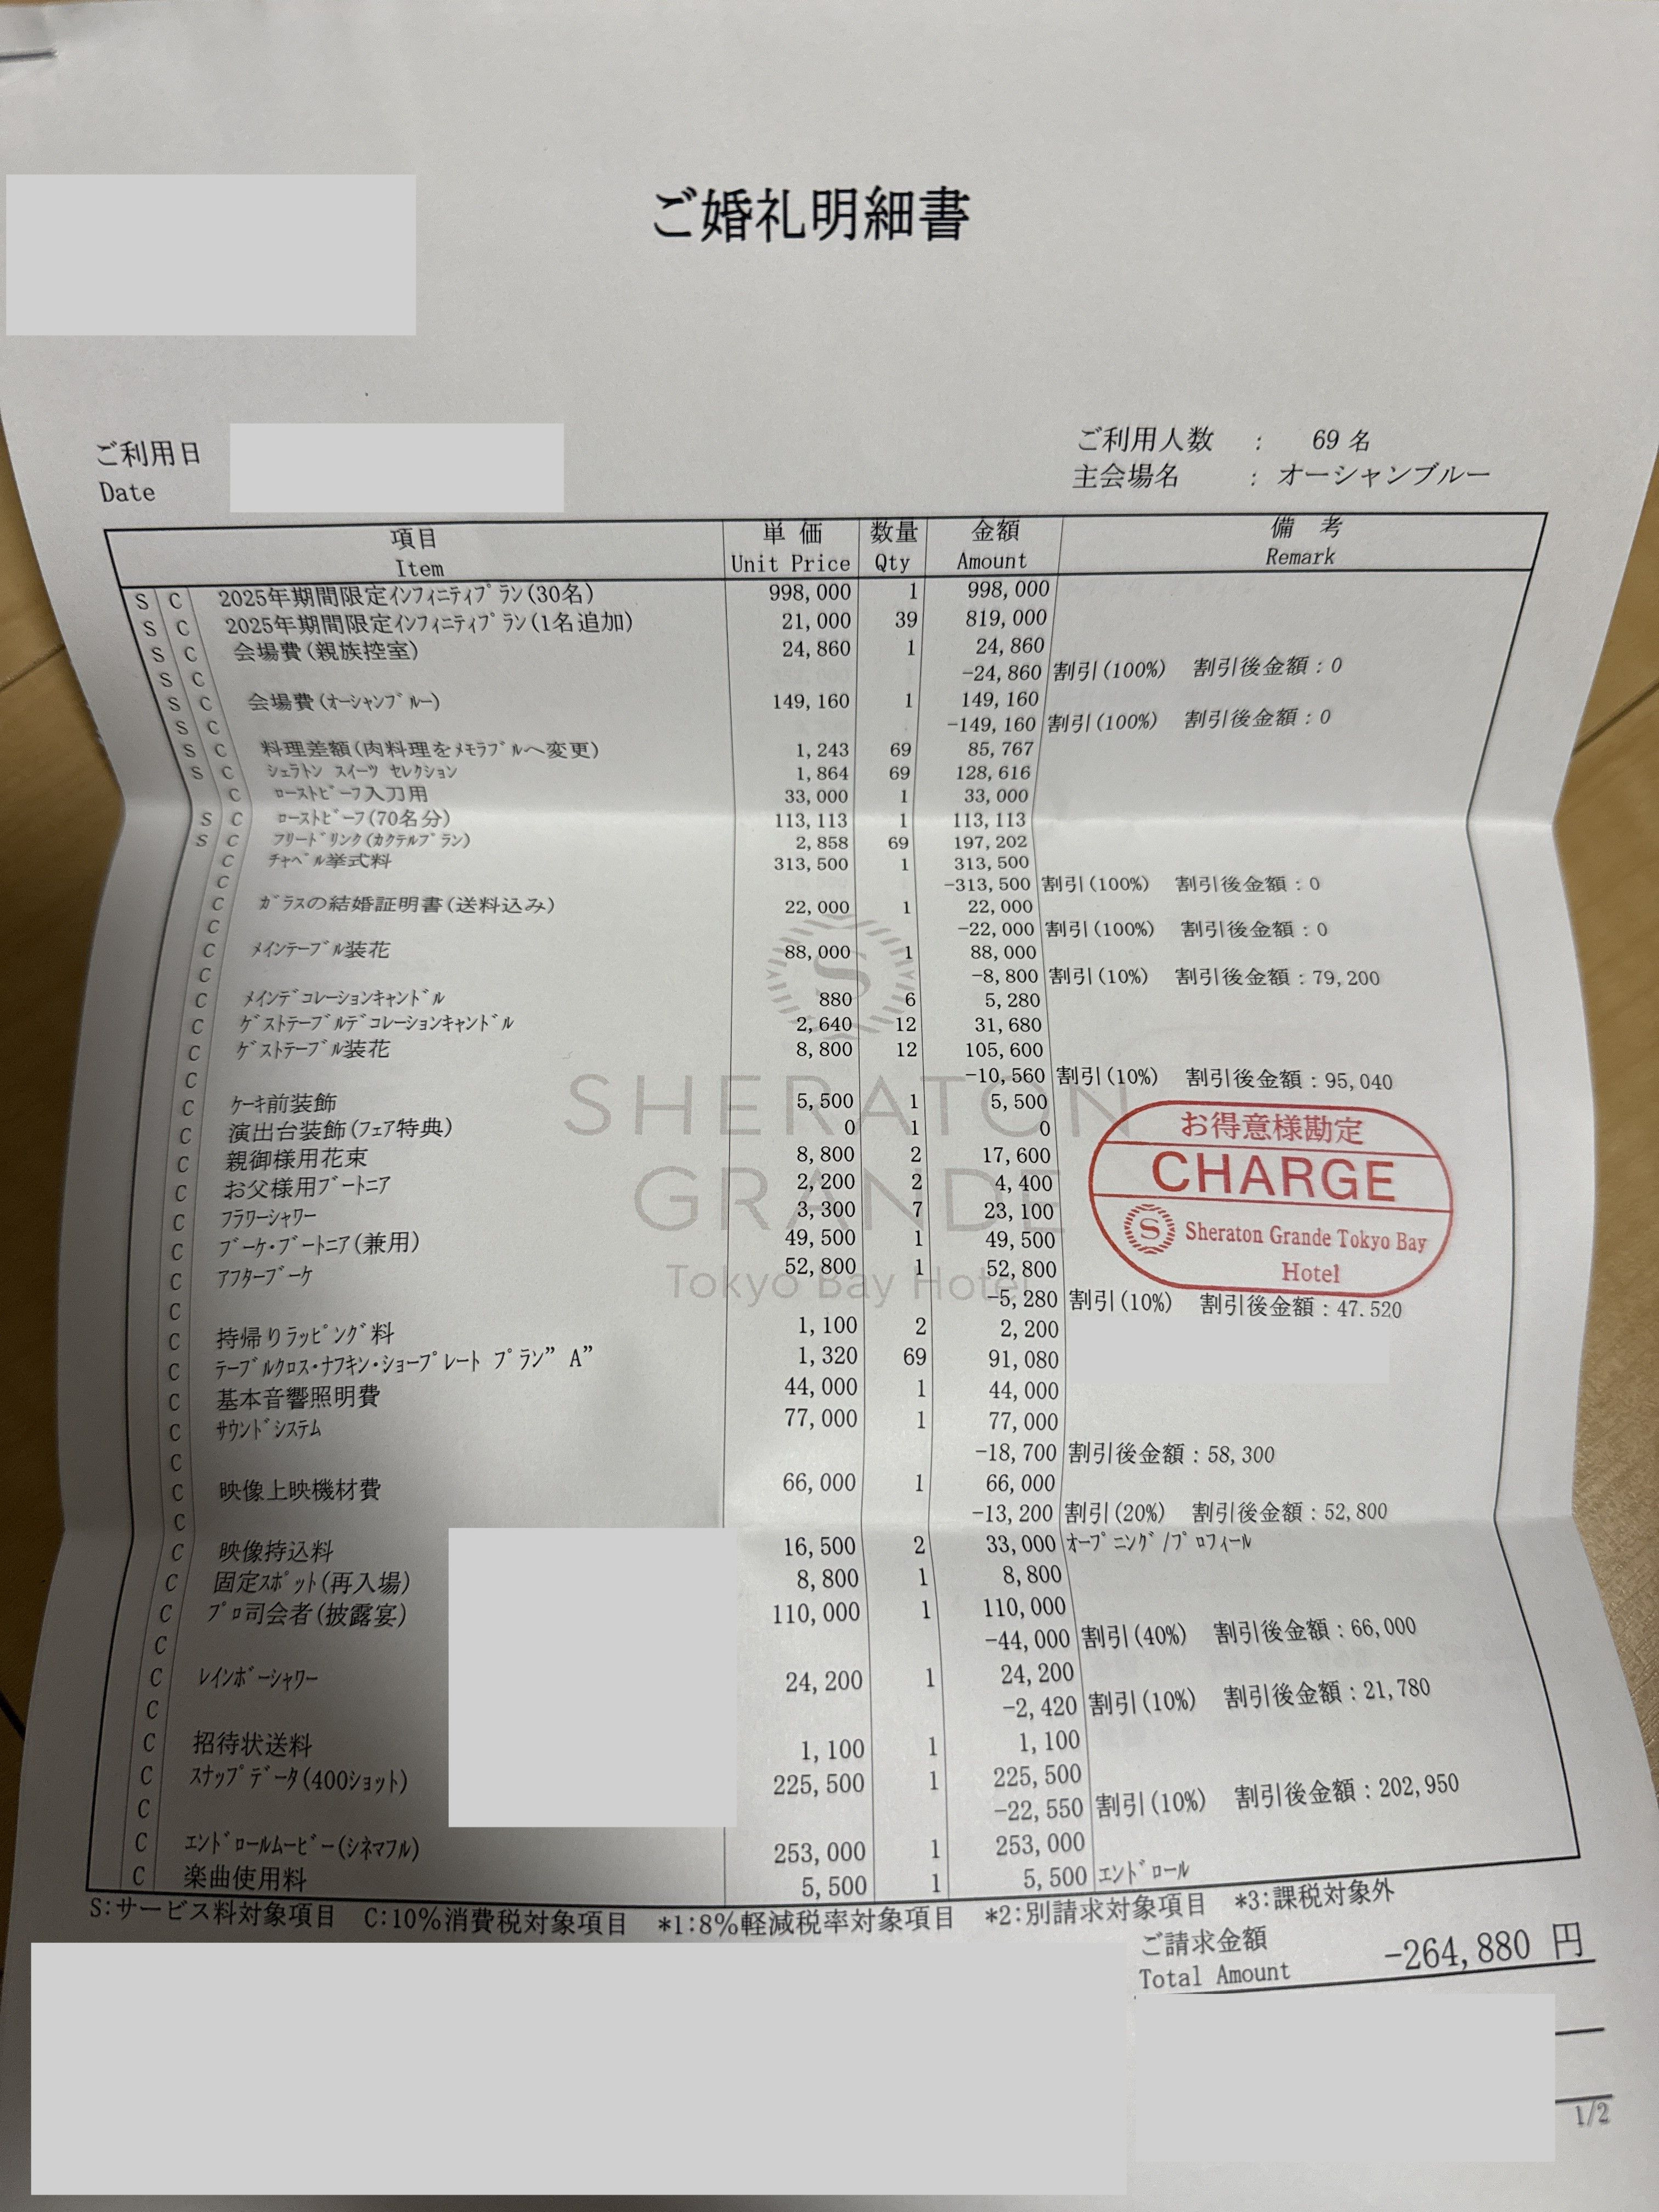 ご婚礼明細書
ご利用日
Date
ご利用人数 : 69 名
主会場名 : オーシャンブルー
項目 単 価 数量 金額 備 考
Item Unit Price Qty Amount Remark
S C 2025年期間限定ｲﾝﾌｨﾆﾃｨﾌﾟﾗﾝ(30名) 998,000 1 998,000
S C 2025年期間限定ｲﾝﾌｨﾆﾃｨﾌﾟﾗﾝ(1名追加) 21,000 39 819,000
S C 会場費(親族控室) 24,860 1 24,860
S C -24,860 割引(100%) 割引後金額:0
S C 会場費(ｵｰｼｬﾝﾌﾞﾙｰ) 149,160 1 149,160
S C -149,160 割引(100%) 割引後金額:0
S C 料理差額(肉料理をﾒﾓﾗﾌﾞﾙへ変更) 1,243 69 85,767
S C ｼｪﾗﾄﾝ ｽｲｰﾂ ｾﾚｸｼｮﾝ 1,864 69 128,616
C ﾛｰｽﾄﾋﾞｰﾌ入刀用 33,000 1 33,000
S C ﾛｰｽﾄﾋﾞｰﾌ(70名分) 113,113 1 113,113
S C ﾌﾘｰﾄﾞﾘﾝｸ(ｶｸﾃﾙﾌﾟﾗﾝ) 2,858 69 197,202
C ﾁｬﾍﾟﾙ挙式料 313,500 1 313,500
C -313,500 割引(100%) 割引後金額:0
C ｶﾞﾗｽの結婚証明書(送料込み) 22,000 1 22,000
C -22,000 割引(100%) 割引後金額:0
C ﾒｲﾝﾃｰﾌﾞﾙ装花 88,000 1 88,000
C -8,800 割引(10%) 割引後金額:79,200
C ﾒｲﾝﾃﾞｺﾚｰｼｮﾝｷｬﾝﾄﾞﾙ 880 6 5,280
C ｹﾞｽﾄﾃｰﾌﾞﾙﾃﾞｺﾚｰｼｮﾝｷｬﾝﾄﾞﾙ 2,640 12 31,680
C ｹﾞｽﾄﾃｰﾌﾞﾙ装花 8,800 12 105,600
C -10,560 割引(10%) 割引後金額:95,040
C ｹｰｷ前装飾 5,500 1 5,500
C 演出台装飾(ﾌｪｱ特典) 0 1 0
C 親御様用花束 8,800 2 17,600
C お父様用ﾌﾞｰﾄﾆｱ 2,200 2 4,400
C ﾌﾗﾜｰｼｬﾜｰ 3,300 7 23,100
C ﾌﾞｰｹ･ﾌﾞｰﾄﾆｱ(兼用) 49,500 1 49,500
C ｱﾌﾀｰﾌﾞｰｹ 52,800 1 52,800
C -5,280 割引(10%) 割引後金額:47.520
C 持帰りﾗｯﾋﾟﾝｸﾞ料 1,100 2 2,200
C ﾃｰﾌﾞﾙｸﾛｽ･ﾅﾌｷﾝ･ｼｮｰﾌﾟﾚｰﾄ ﾌﾟﾗﾝ”A” 1,320 69 91,080
C 基本音響照明費 44,000 1 44,000
C ｻｳﾝﾄﾞｼｽﾃﾑ 77,000 1 77,000
C -18,700 割引後金額:58,300
C 映像上映機材費 66,000 1 66,000
C -13,200 割引(20%) 割引後金額:52,800
C 映像持込料 16,500 2 33,000 ｵｰﾌﾟﾆﾝｸﾞ/ﾌﾟﾛﾌｨｰﾙ
C 固定ｽﾎﾟｯﾄ(再入場) 8,800 1 8,800
C ﾌﾟﾛ司会者(披露宴) 110,000 1 110,000
C -44,000 割引(40%) 割引後金額:66,000
C ﾚｲﾝﾎﾞｰｼｬﾜｰ 24,200 1 24,200
C -2,420 割引(10%) 割引後金額:21,780
C 招待状送料 1,100 1 1,100
C ｽﾅｯﾌﾟﾃﾞｰﾀ(400ｼｮｯﾄ) 225,500 1 225,500
C -22,550 割引(10%) 割引後金額:202,950
C ｴﾝﾄﾞﾛｰﾙﾑｰﾋﾞｰ(ｼﾈﾏﾌﾙ) 253,000 1 253,000
C 楽曲使用料 5,500 1 5,500 ｴﾝﾄﾞﾛｰﾙ
SHERATON
GRANDE
Tokyo Bay Hotel
お得意様勘定
CHARGE
S Sheraton Grande Tokyo Bay
Hotel
S:サービス料対象項目 C:10%消費税対象項目 *1:8%軽減税率対象項目 *2:別請求対象項目 *3:課税対象外
ご請求金額
Total Amount -264,880 円
1/2